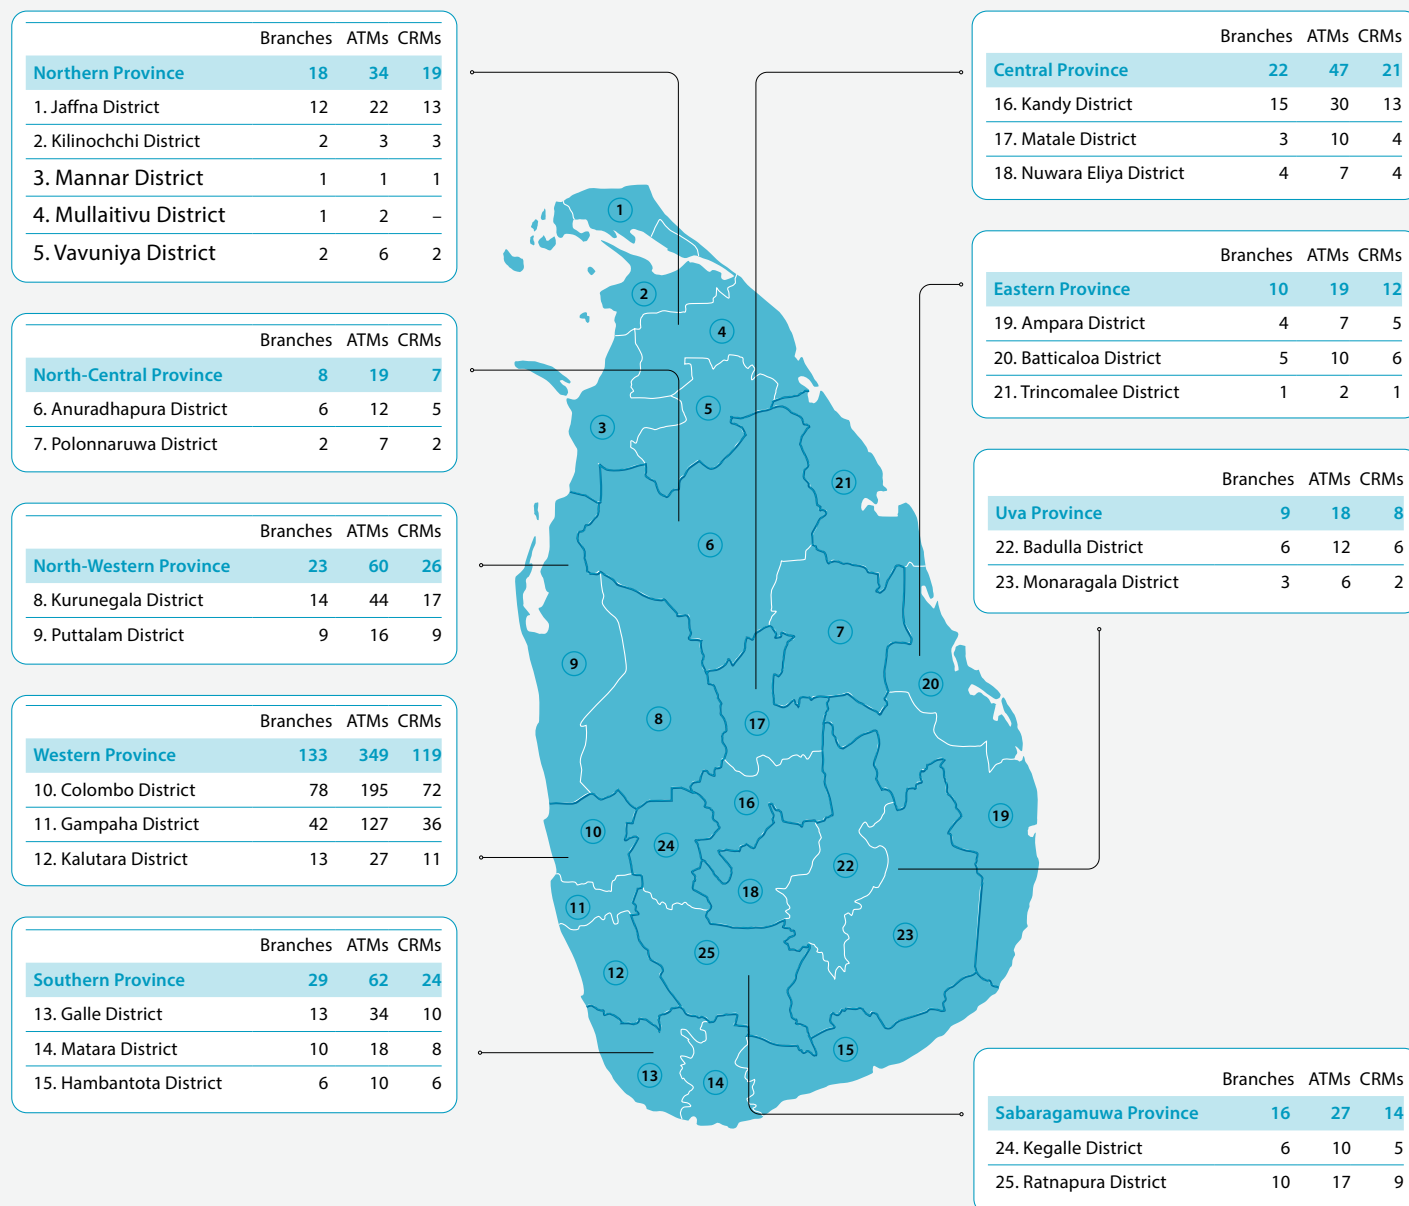 Branches ATMs CRMs
Northern Province 18 34 19
1. Jaffna District 12 22 13
2. Kilinochchi District 2 3 3
3. Mannar District 1 1 1
4. Mullaitivu District 1 2 –
5. Vavuniya District 2 6 2
Branches ATMs CRMs
North-Central Province 8 19 7
6. Anuradhapura District 6 12 5
7. Polonnaruwa District 2 7 2
Branches ATMs CRMs
North-Western Province 23 60 26
8. Kurunegala District 14 44 17
9. Puttalam District 9 16 9
Branches ATMs CRMs
Western Province 133 349 119
10. Colombo District 78 195 72
11. Gampaha District 42 127 36
12. Kalutara District 13 27 11
Branches ATMs CRMs
Southern Province 29 62 24
13. Galle District 13 34 10
14. Matara District 10 18 8
15. Hambantota District 6 10 6
1
2
4
5
3
21
6
7
9
20
8
17
16
19
10
24
22
18
11
23
25
12
15
13
14
Branches ATMs CRMs
Central Province 22 47 21
16. Kandy District 15 30 13
17. Matale District 3 10 4
18. Nuwara Eliya District 4 7 4
Branches ATMs CRMs
Eastern Province 10 19 12
19. Ampara District 4 7 5
20. Batticaloa District 5 10 6
21. Trincomalee District 1 2 1
Branches ATMs CRMs
Uva Province 9 18 8
22. Badulla District 6 12 6
23. Monaragala District 3 6 2
Branches ATMs CRMs
Sabaragamuwa Province 16 27 14
24. Kegalle District 6 10 5
25. Ratnapura District 10 17 9